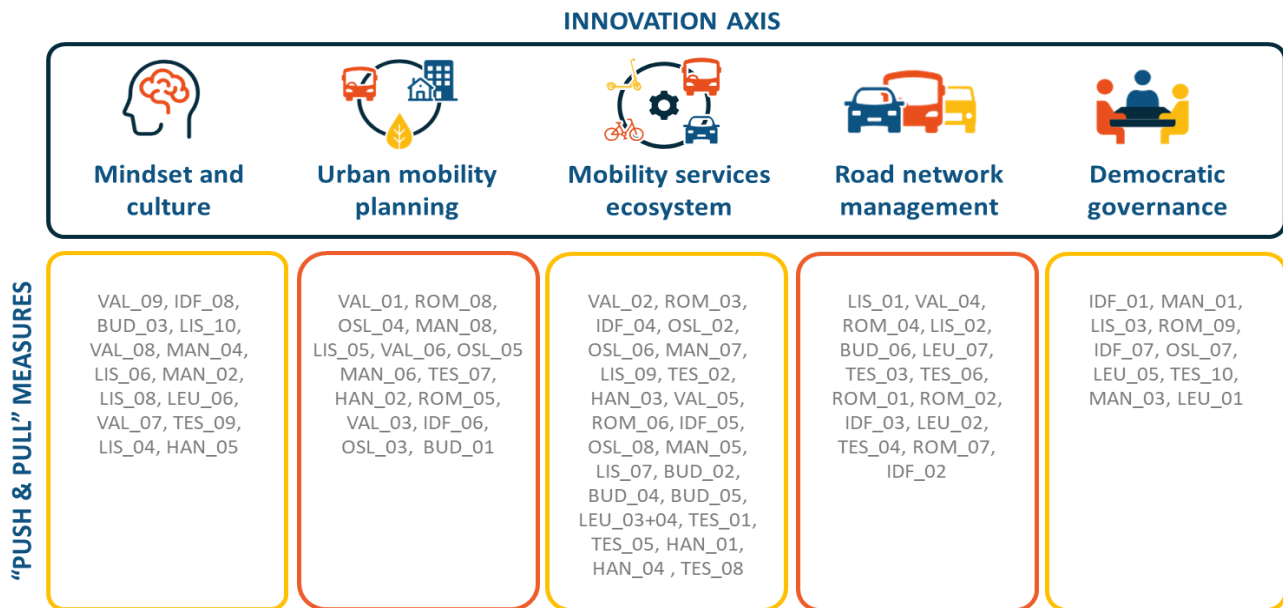 INNOVATION AXIS
Mindset and
culture
Urban mobility
planning
Mobility services
ecosystem
Road network
management
Democratic
governance
"PUSH & PULL” MEASURES
VAL_09, IDF_08,
BUD_03, LIS_10,
VAL_08, MAN_04,
LIS_06, MAN_02,
LIS_08, LEU_06,
VAL_07, TES_09,
LIS_04, HAN_05
VAL_01, ROM_08,
OSL_04, MAN_08,
LIS_05, VAL_06, OSL_05
MAN_06, TES_07,
HAN_02, ROM_05,
VAL_03, IDF_06,
OSL_03, BUD_01
VAL_02, ROM_03,
IDF_04, OSL_02,
OSL_06, MAN_07,
LIS_09, TES_02,
HAN_03, VAL_05,
ROM_06, IDF_05,
OSL_08, MAN_05,
LIS_07, BUD_02,
BUD_04, BUD_05,
LEU_03+04, TES_01,
TES_05, HAN_01,
HAN_04 , TES_08
LIS_01, VAL_04,
ROM_04, LIS_02,
BUD_06, LEU_07,
TES_03, TES_06,
ROM_01, ROM_02,
IDF_03, LEU_02,
TES_04, ROM_07,
IDF_02
IDF_01, MAN_01,
LIS_03, ROM_09,
IDF_07, OSL_07,
LEU_05, TES_10,
MAN_03, LEU_01